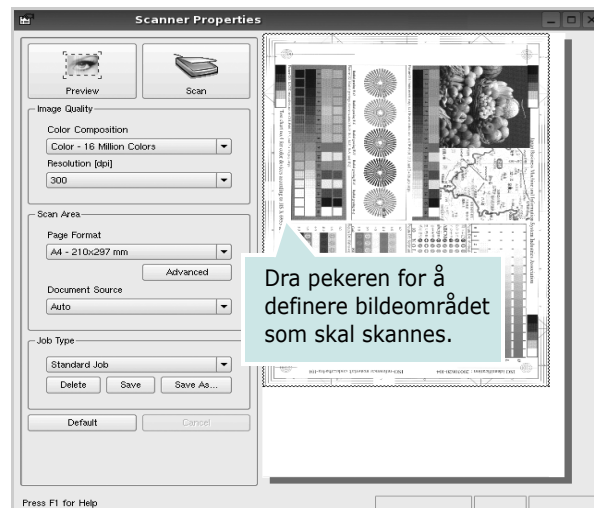 Scanner Properties
Preview
Scan
Image Quality
Color Composition
Color - 16 Million Colors
Resolution [dpi]
300
Scan Area
Page Format
A4 - 210x297 mm
Advanced
Document Source
Auto
Job Type
Standard Job
Delete
Save
Save As...
Default
Cancel
Dra pekeren for å
definere bildeområdet
som skal skannes.
Press F1 for Help